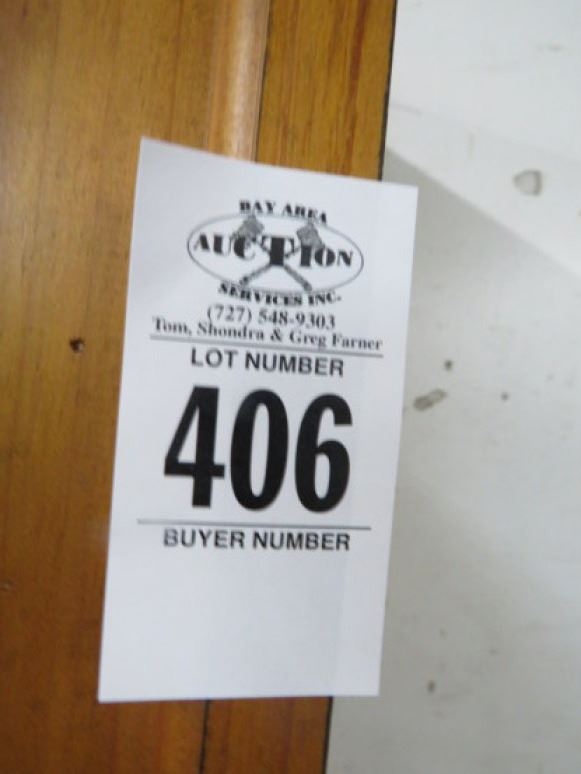 BAY AREA
AUCTION
SERVICES INC.
(727) 548-9303
Tom, Shondra & Greg Farner
LOT NUMBER
406
BUYER NUMBER